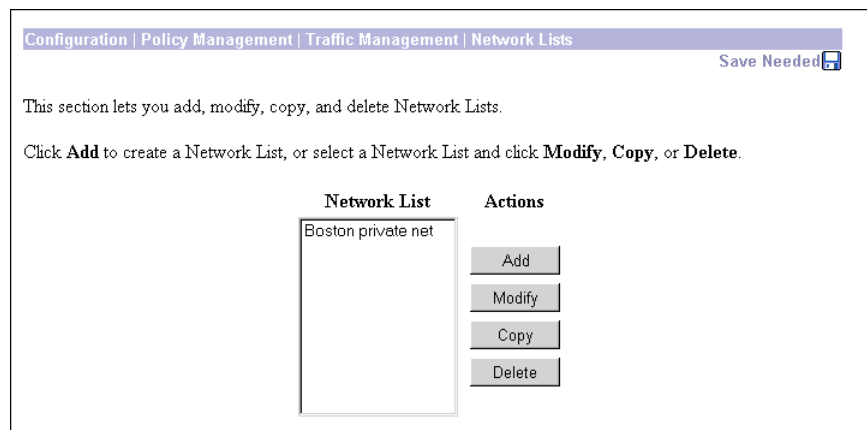 Configuration | Policy Management | Traffic Management | Network Lists
Save Needed
This section lets you add, modify, copy, and delete Network Lists.
Click Add to create a Network List, or select a Network List and click Modify, Copy, or Delete.
Network List
Actions
Boston private net
Add
Modify
Copy
Delete